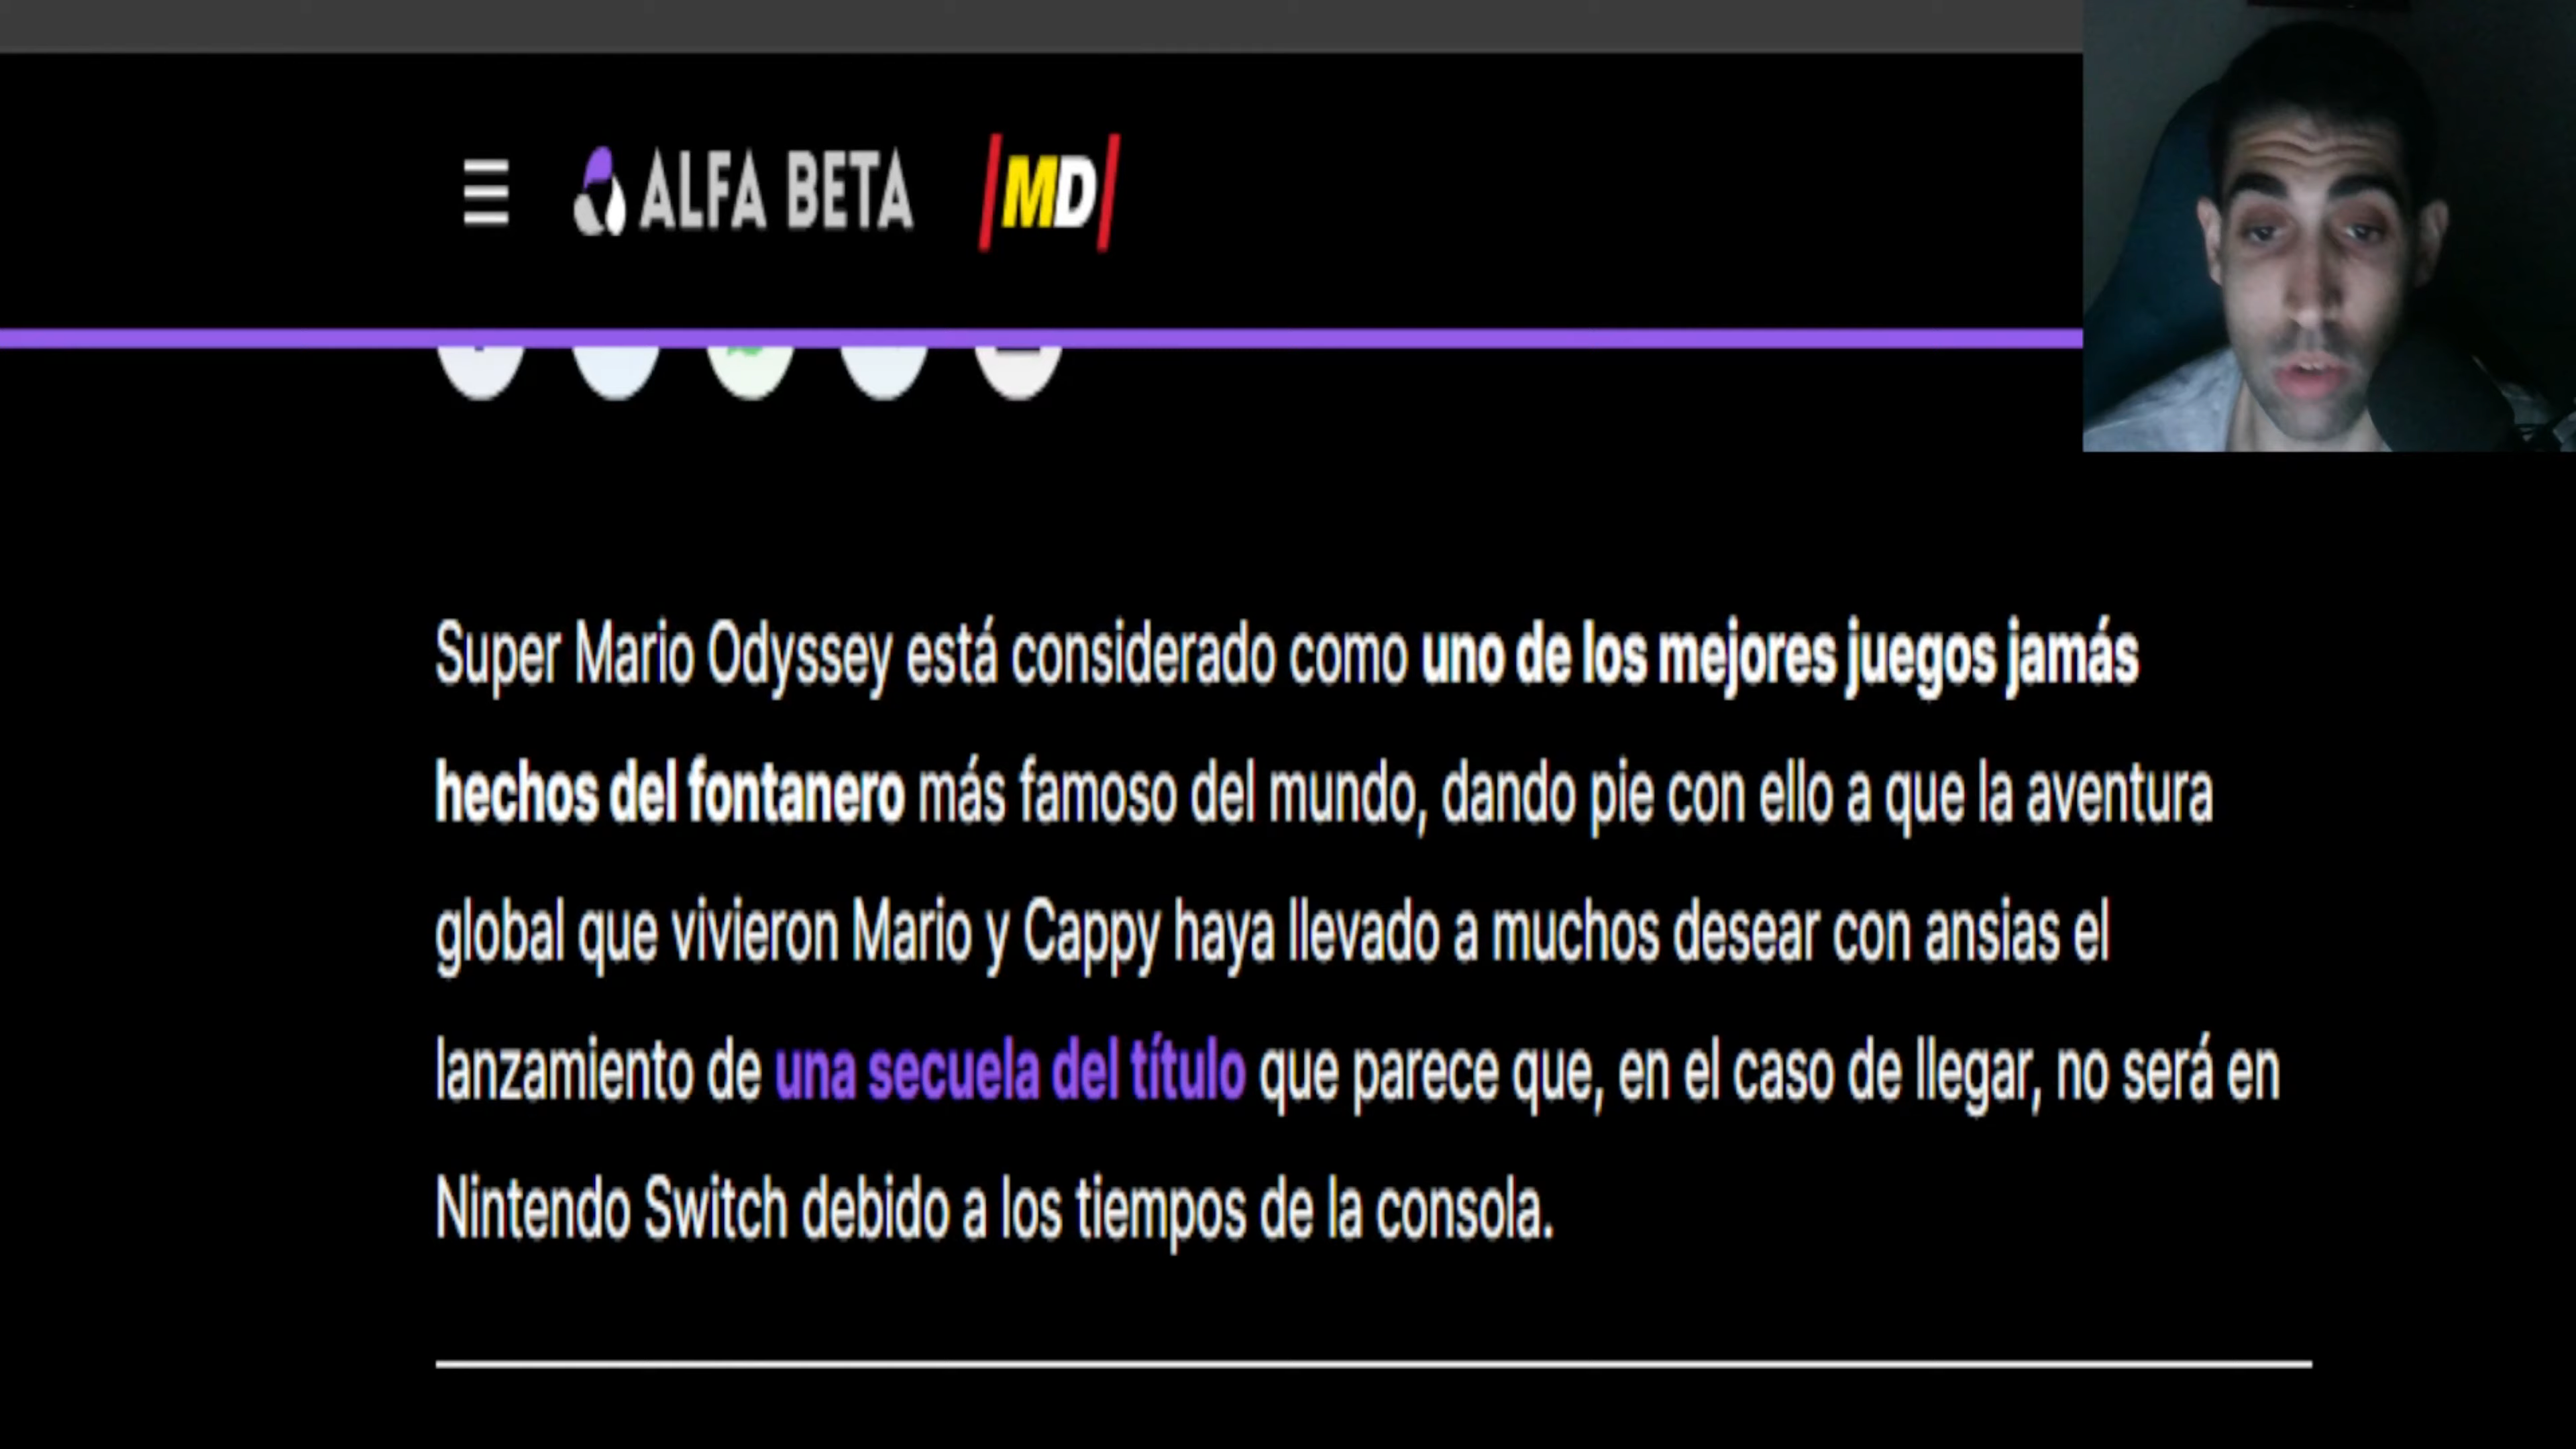 ALFA BETA /MD/
Super Mario Odyssey está considerado como uno de los mejores juegos jamás
hechos del fontanero más famoso del mundo, dando pie con ello a que la aventura
global que vivieron Mario y Cappy haya llevado a muchos desear con ansias el
lanzamiento de una secuela del título que parece que, en el caso de llegar, no será en
Nintendo Switch debido a los tiempos de la consola.